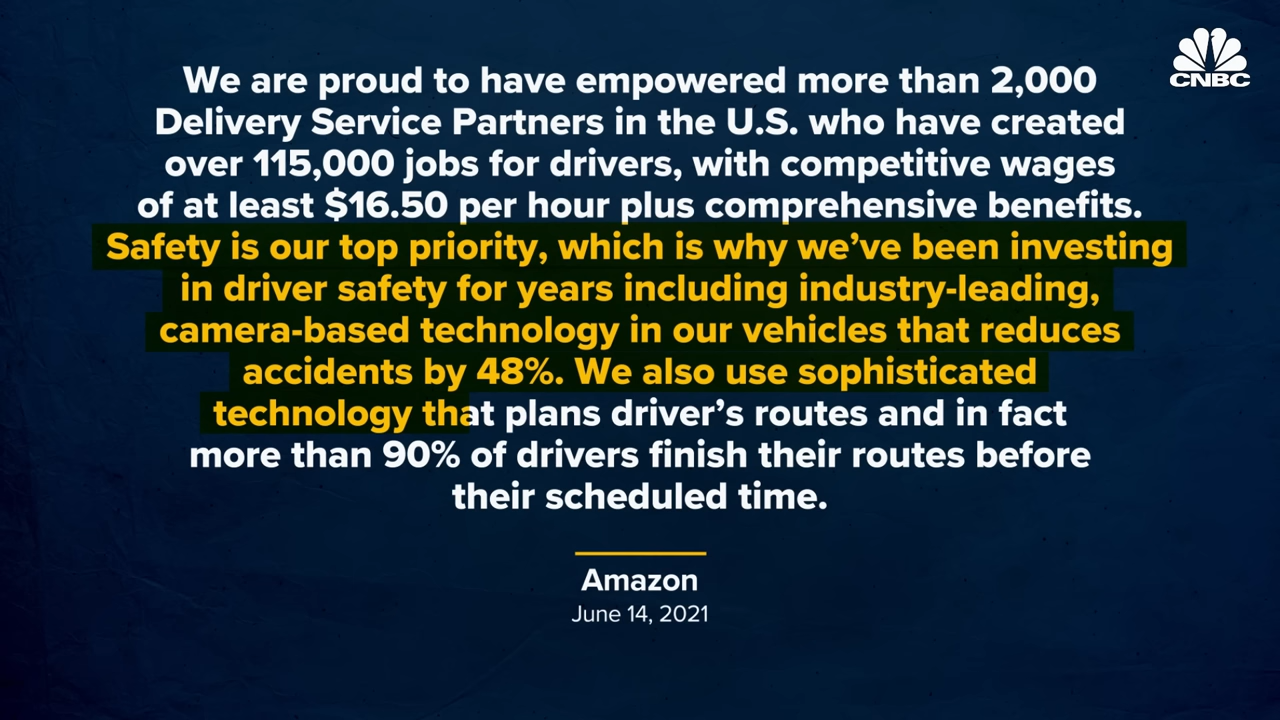 CNBC
We are proud to have empowered more than 2,000
Delivery Service Partners in the U.S. who have created
over 115,000 jobs for drivers, with competitive wages
of at least $16.50 per hour plus comprehensive benefits.
Safety is our top priority, which is why we’ve been investing
in driver safety for years including industry-leading,
camera-based technology in our vehicles that reduces
accidents by 48%. We also use sophisticated
technology that plans driver’s routes and in fact
more than 90% of drivers finish their routes before
their scheduled time.
Amazon
June 14, 2021